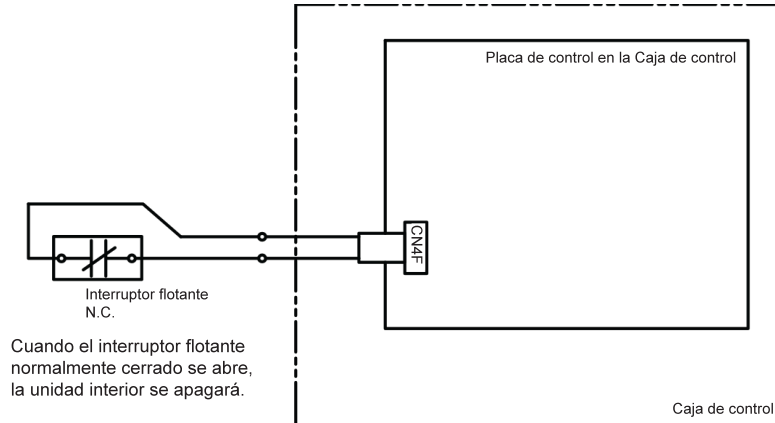 Placa de control en la Caja de control
CN4F
Interruptor flotante
N.C.
Cuando el interruptor flotante
normalmente cerrado se abre,
la unidad interior se apagará.
Caja de control